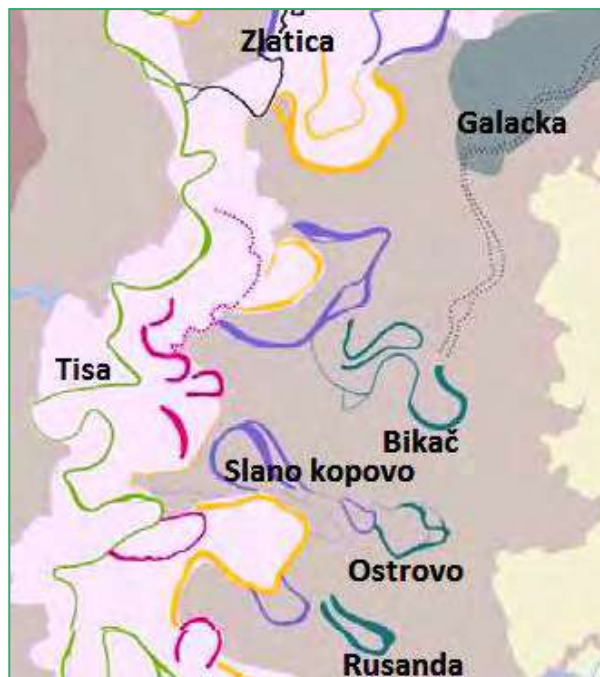 Zlatica
Galacka
Tisa
Bikač
Slano kopovo
Ostrovo
Rusanda